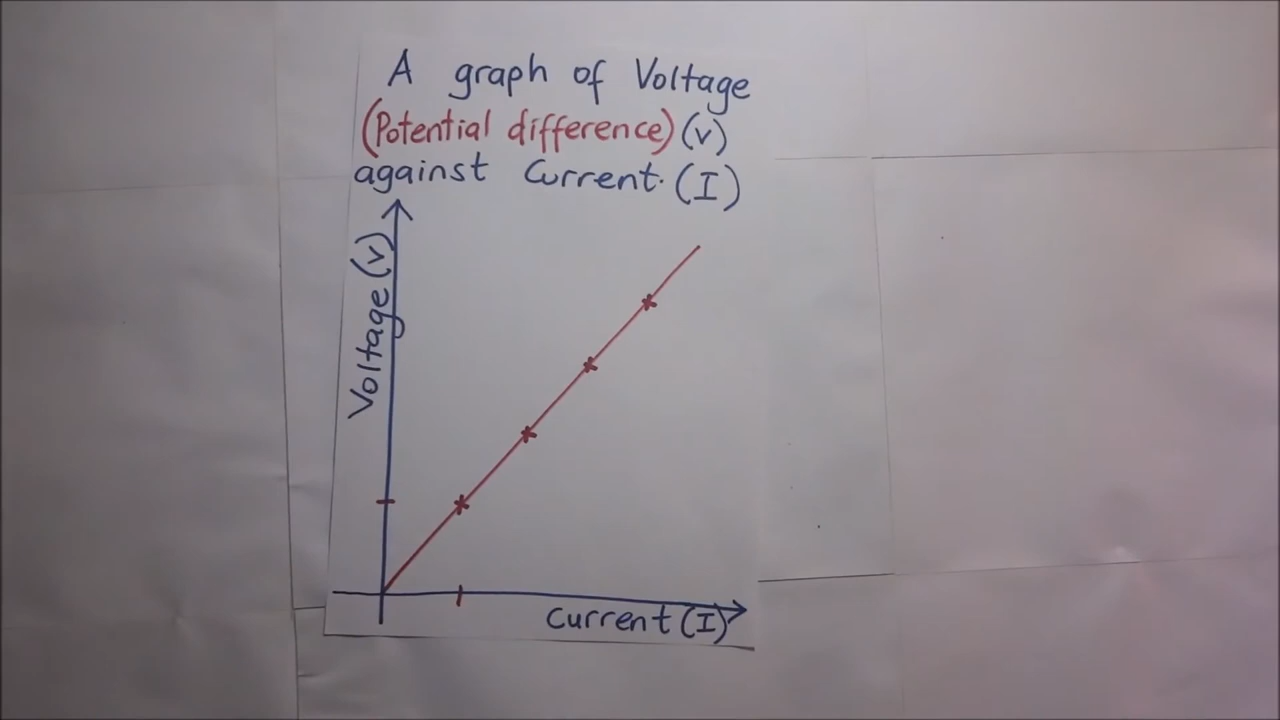 A graph of Voltage
(Potential difference) (V)
against Current. (I)
Voltage (V)
Current (I)